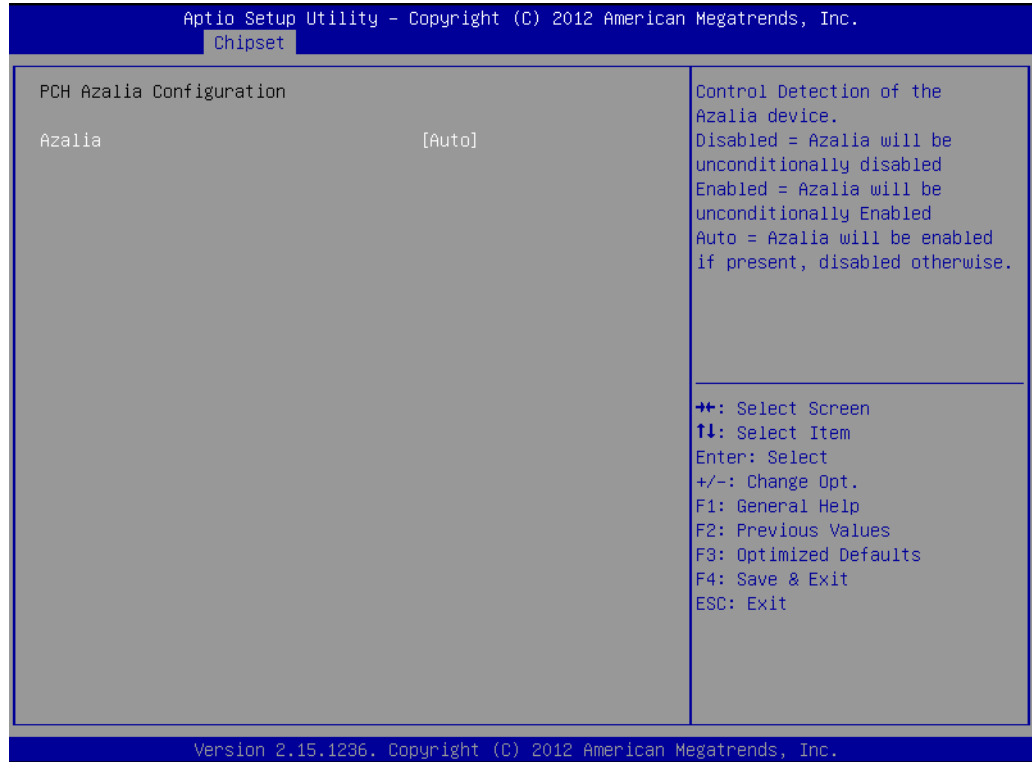 Aptio Setup Utility – Copyright (C) 2012 American Megatrends, Inc.
Chipset
PCH Azalia Configuration
Azalia [Auto]
Control Detection of the
Azalia device.
Disabled = Azalia will be
unconditionally disabled
Enabled = Azalia will be
unconditionally Enabled
Auto = Azalia will be enabled
if present, disabled otherwise.
→←: Select Screen
↑↓: Select Item
Enter: Select
+/-: Change Opt.
F1: General Help
F2: Previous Values
F3: Optimized Defaults
F4: Save & Exit
ESC: Exit
Version 2.15.1236. Copyright (C) 2012 American Megatrends, Inc.